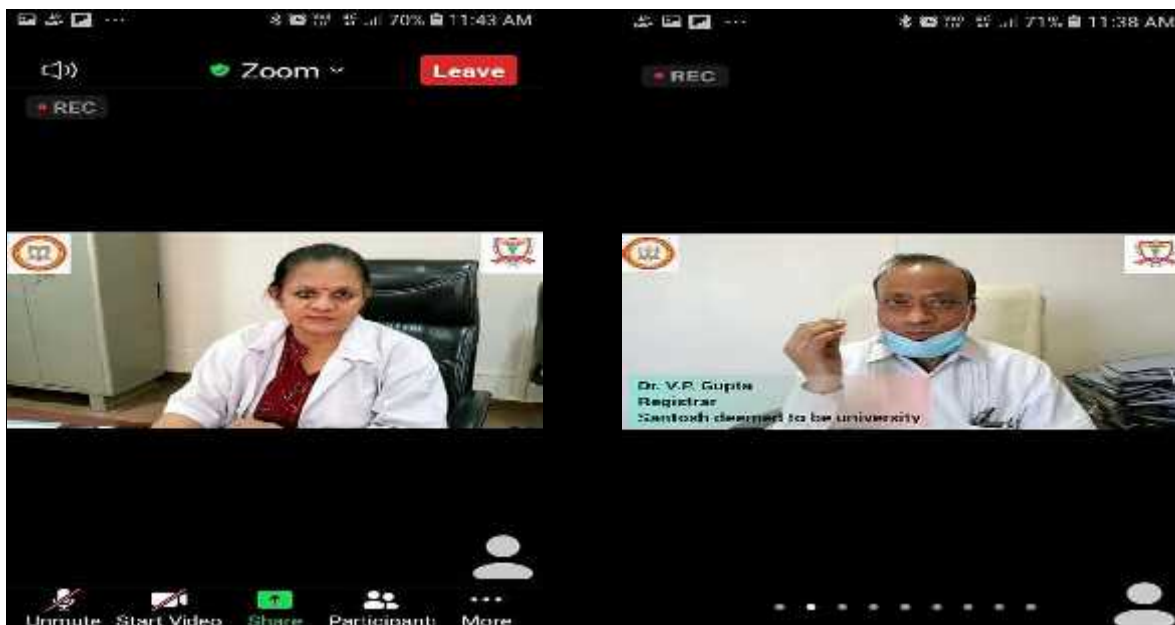 70% 11:43 AM
Zoom
Leave
REC
Unmute Start Video Share Participants More
71% 11:38 AM
REC
Dr. V.P. Gupta
Registrar
Santosh deemed to be university